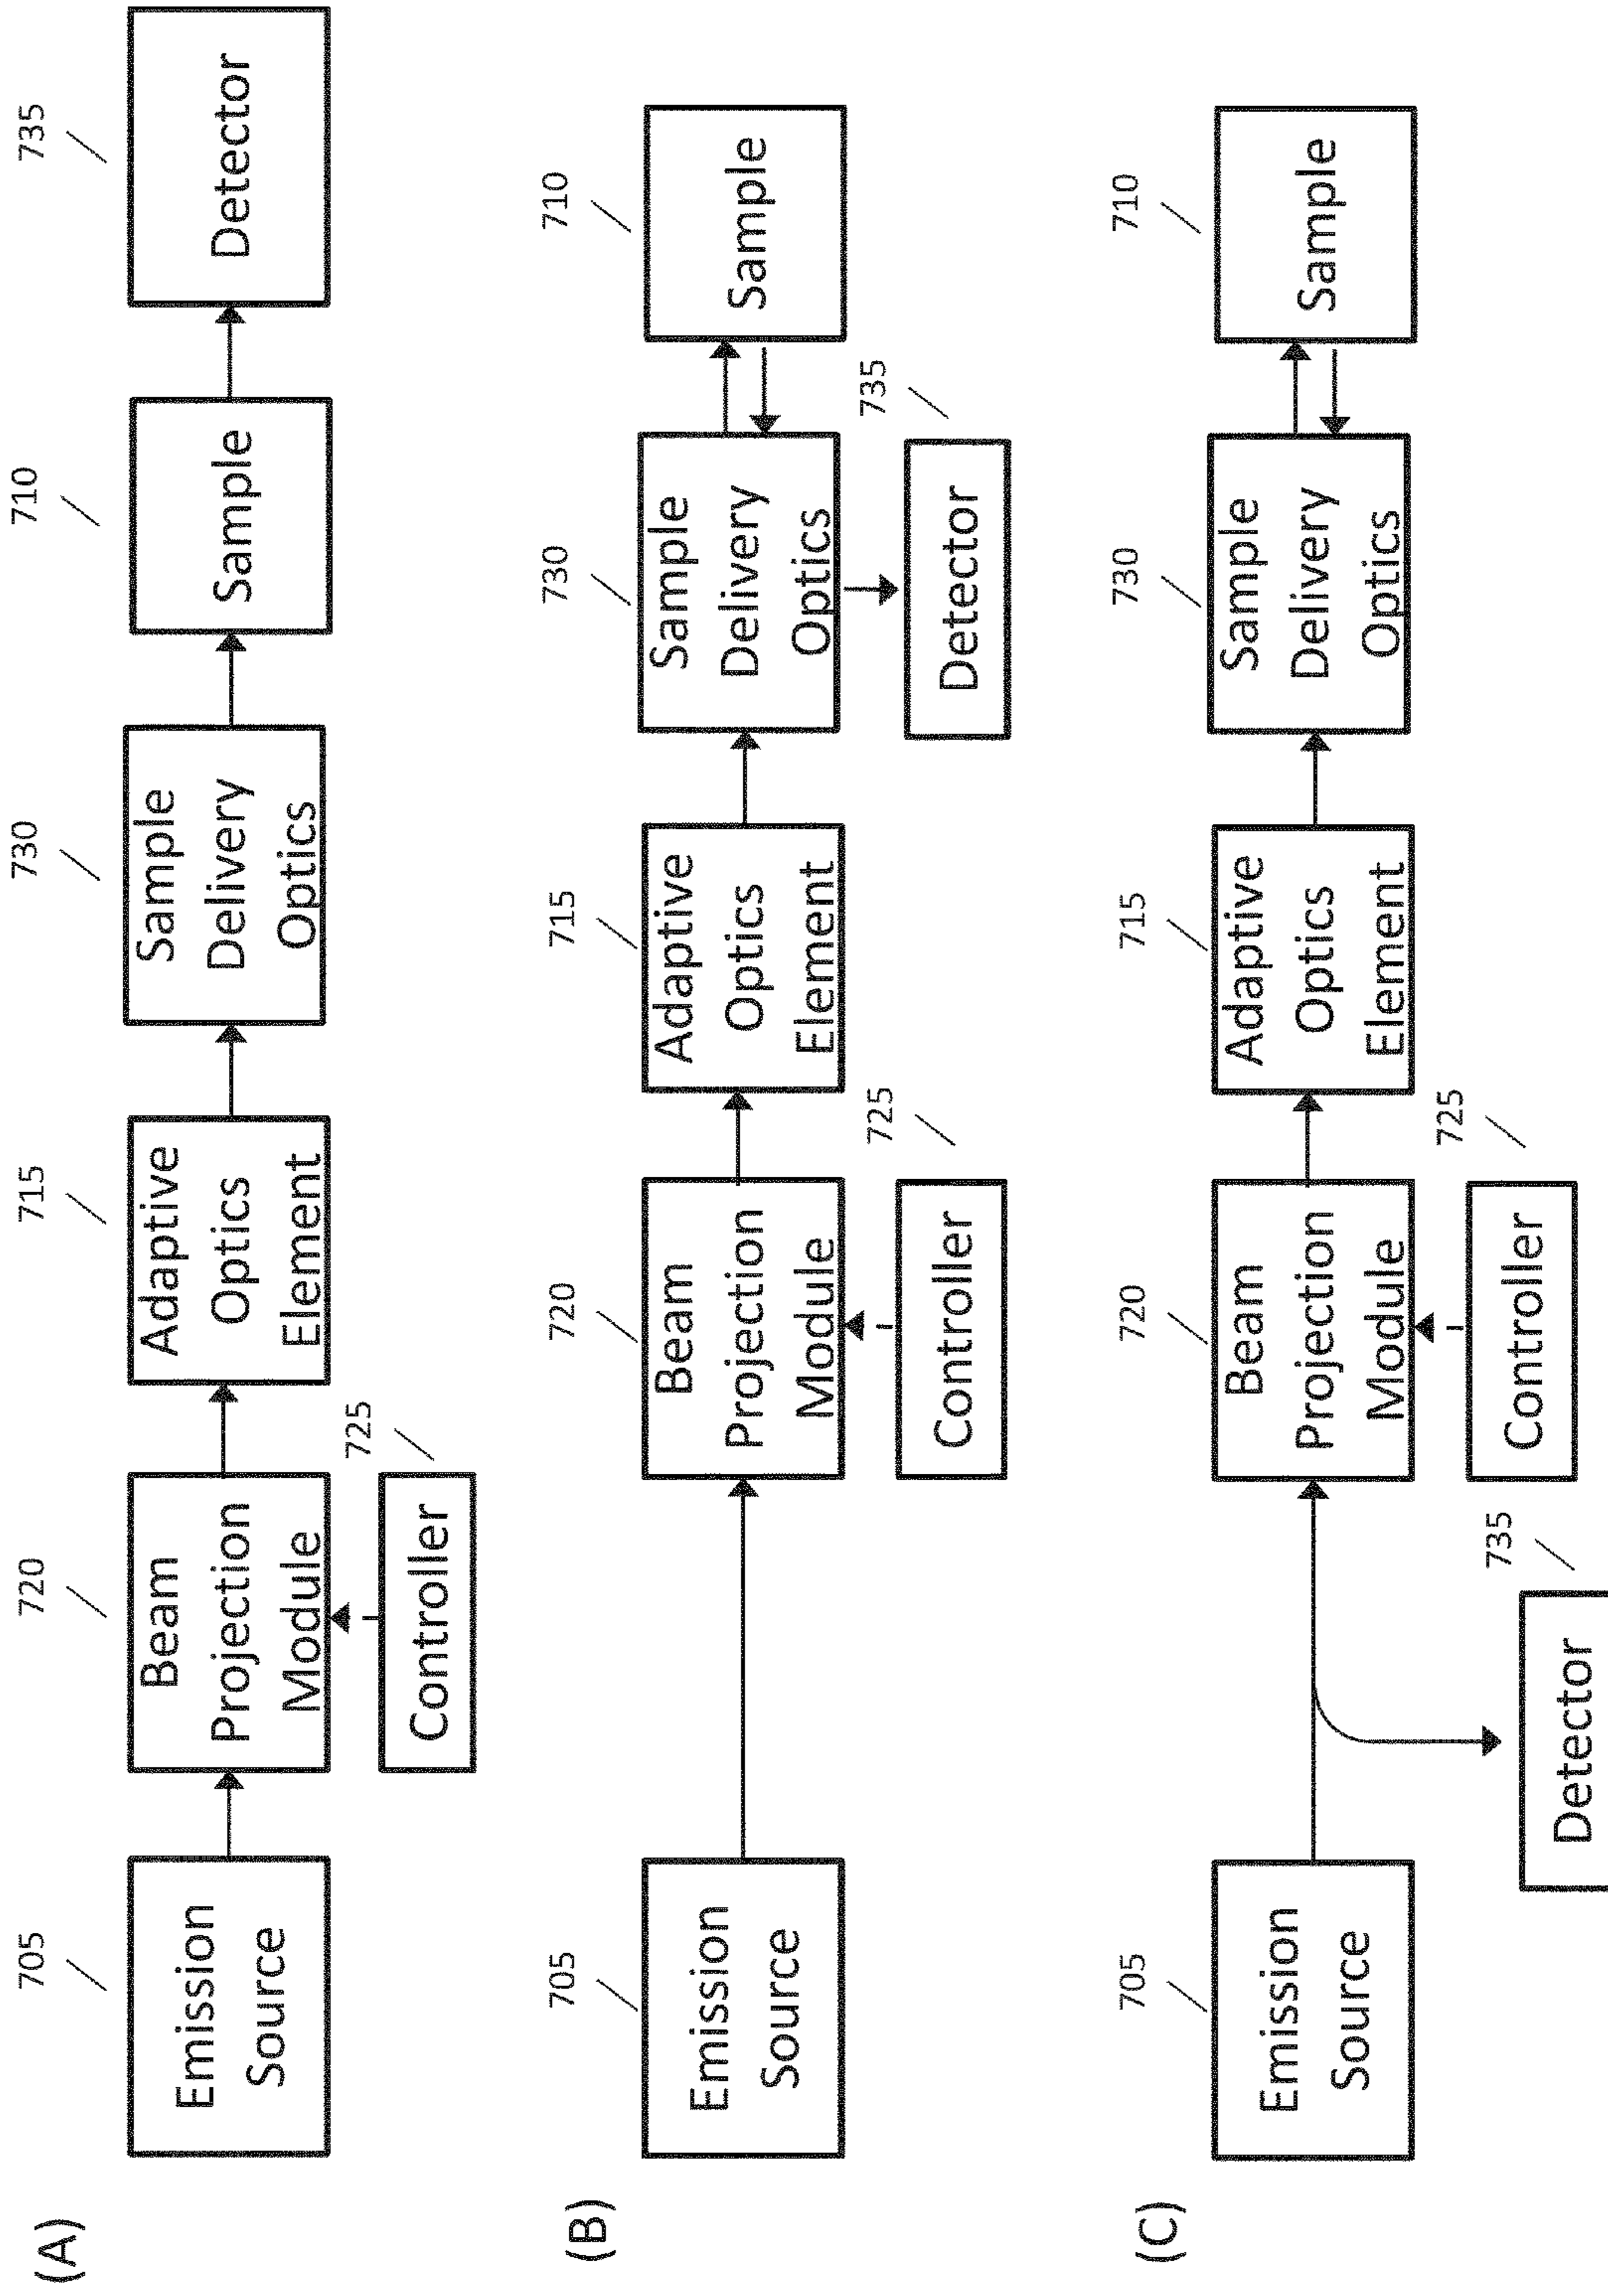 (A)
705
Emission
Source
720
Beam
Projection
Module
725
Controller
715
Adaptive
Optics
Element
730
Sample
Delivery
Optics
710
Sample
735
Detector
(B)
705
Emission
Source
720
Beam
Projection
Module
725
Controller
715
Adaptive
Optics
Element
730
Sample
Delivery
Optics
735
Detector
710
Sample
(C)
705
Emission
Source
735
Detector
720
Beam
Projection
Module
725
Controller
715
Adaptive
Optics
Element
730
Sample
Delivery
Optics
710
Sample